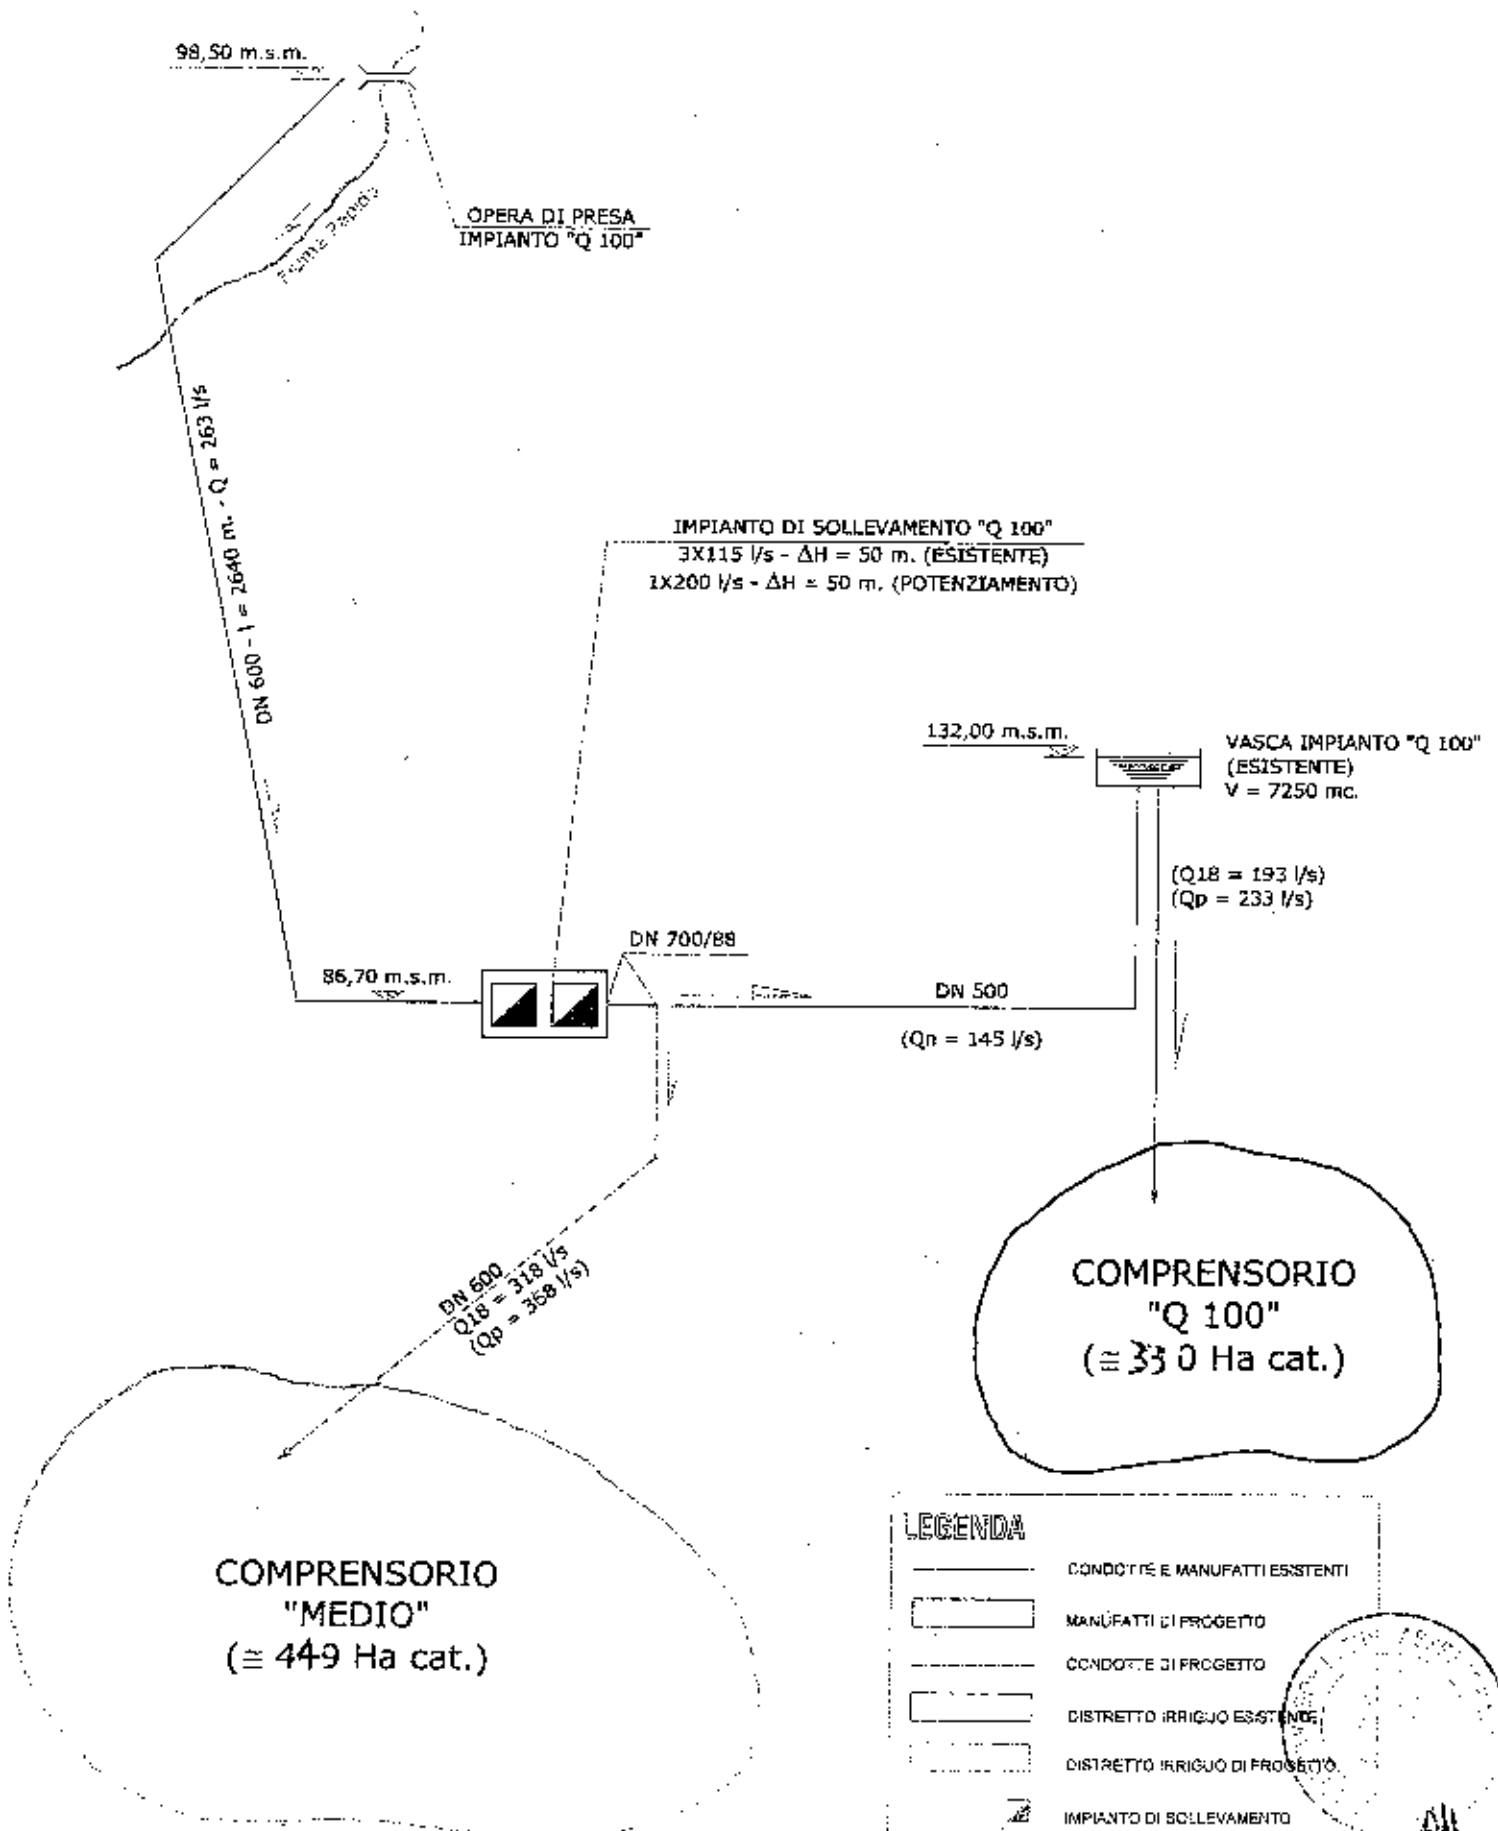 98,50 m.s.m.
OPERA DI PRESA
IMPIANTO "Q 100"
DN 600 - l = 2640 m. - Q = 263 l/s
IMPIANTO DI SOLLEVAMENTO "Q 100"
3X115 l/s - ΔH = 50 m. (ESISTENTE)
1X200 l/s - ΔH = 50 m. (POTENZIAMENTO)
132,00 m.s.m.
VASCA IMPIANTO "Q 100"
(ESISTENTE)
V = 7250 mc.
(Q18 = 193 l/s)
(Qp = 233 l/s)
DN 700/88
86,70 m.s.m.
DN 500
(Qn = 145 l/s)
DN 600
Q18 = 318 l/s
(Qp = 368 l/s)
COMPRENSORIO
"Q 100"
(≅ 330 Ha cat.)
COMPRENSORIO
"MEDIO"
(≅ 449 Ha cat.)
LEGENDA
CONDOTTE E MANUFATTI ESISTENTI
MANUFATTI DI PROGETTO
CONDOTTE DI PROGETTO
DISTRETTO IRRIGUO ESISTENTE
DISTRETTO IRRIGUO DI PROGETTO
IMPIANTO DI SOLLEVAMENTO